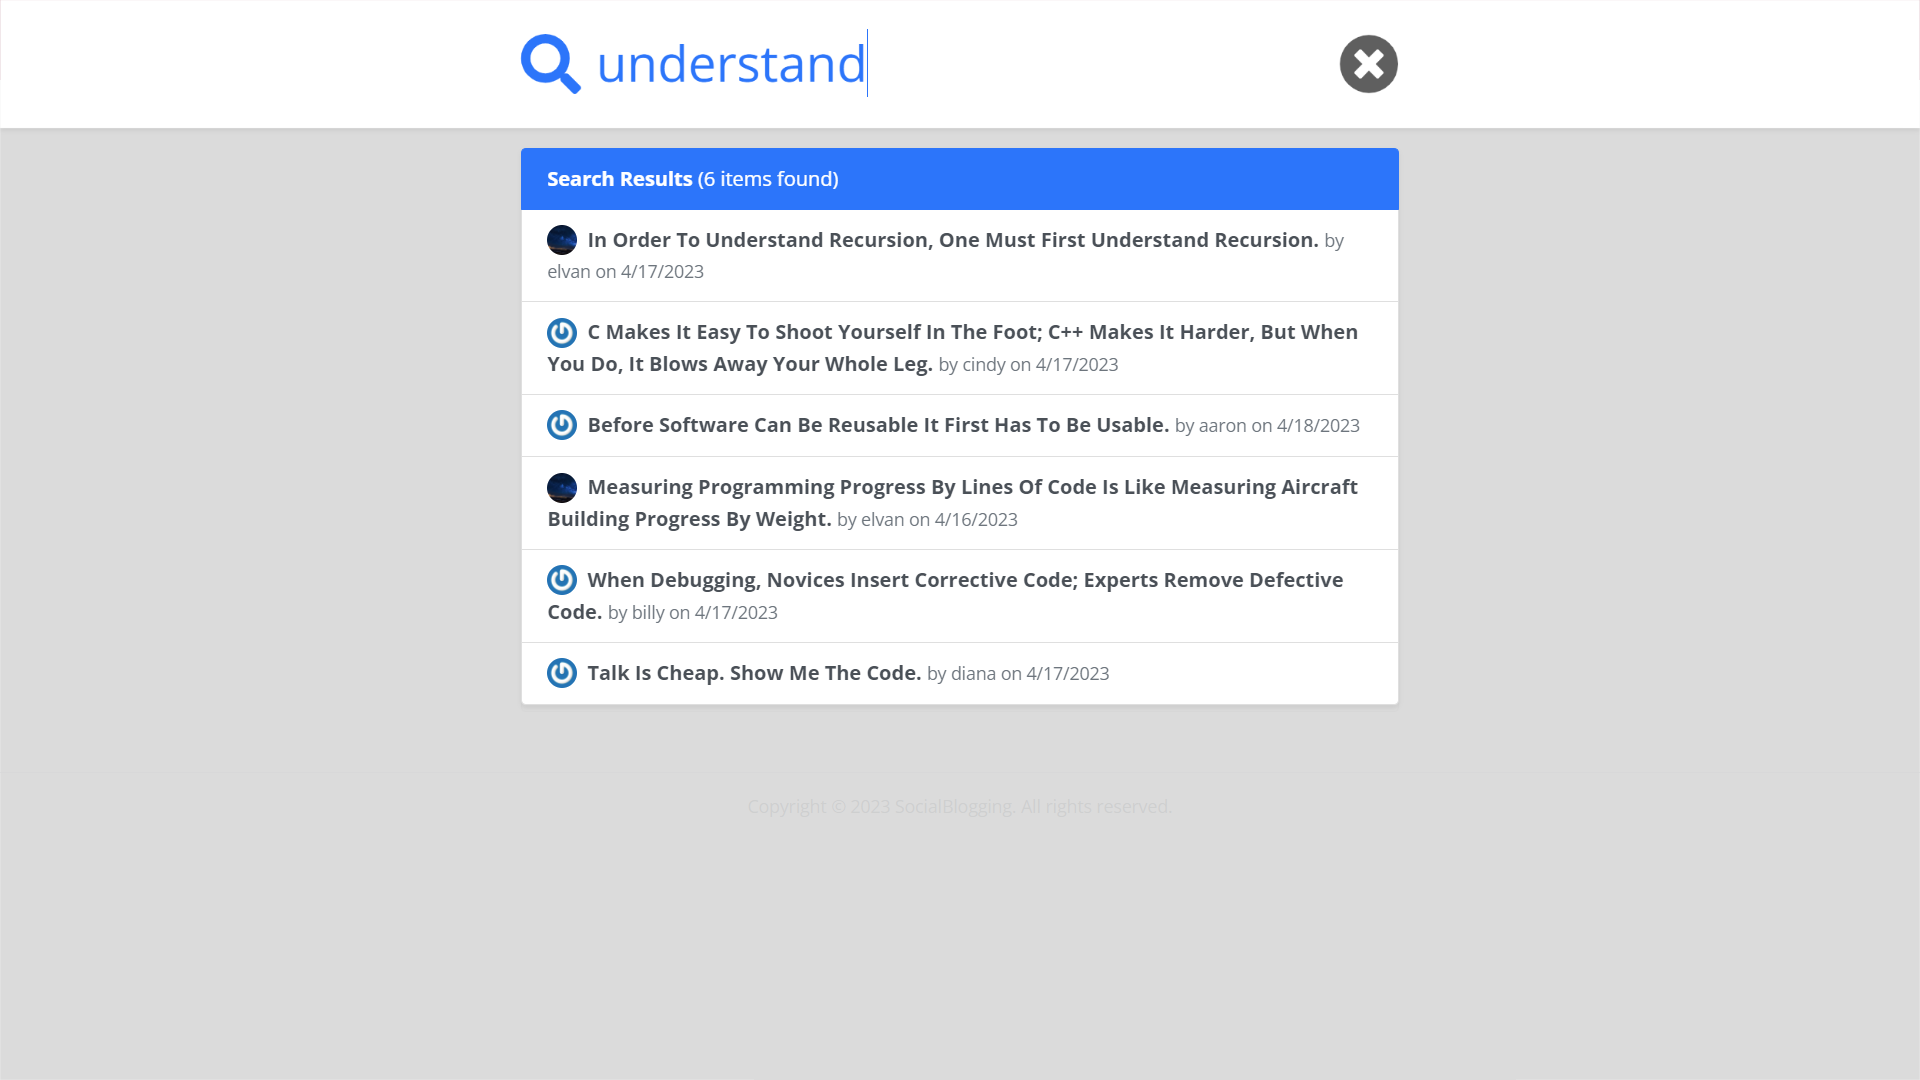 understand
Search Results (6 items found)
In Order To Understand Recursion, One Must First Understand Recursion. by
elvan on 4/17/2023
C Makes It Easy To Shoot Yourself In The Foot; C++ Makes It Harder, But When
You Do, It Blows Away Your Whole Leg. by cindy on 4/17/2023
Before Software Can Be Reusable It First Has To Be Usable. by aaron on 4/18/2023
Measuring Programming Progress By Lines Of Code Is Like Measuring Aircraft
Building Progress By Weight. by elvan on 4/16/2023
When Debugging, Novices Insert Corrective Code; Experts Remove Defective
Code. by billy on 4/17/2023
Talk Is Cheap. Show Me The Code. by diana on 4/17/2023
Copyright © 2023 SocialBlogging. All rights reserved.